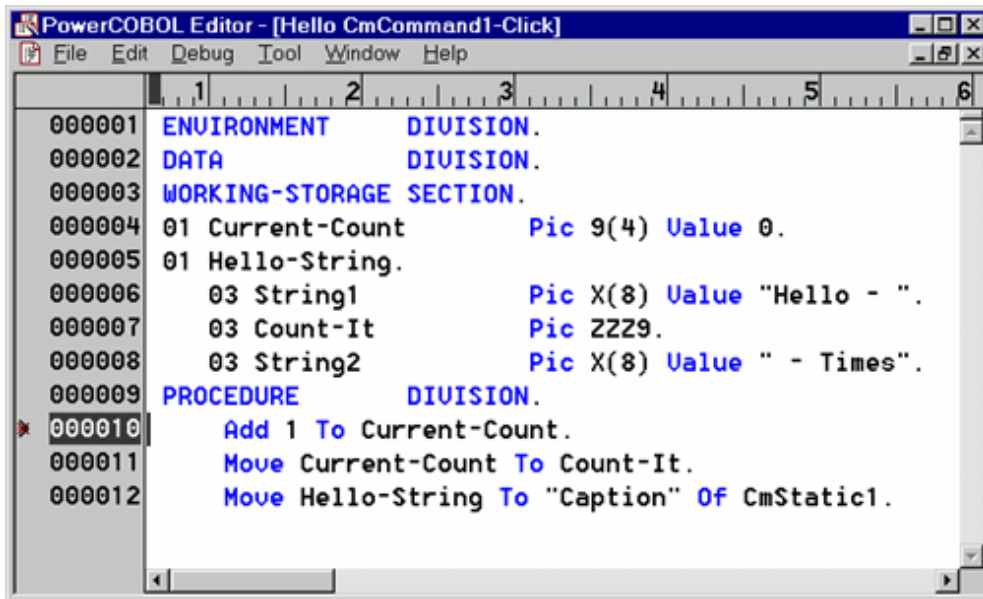 PowerCOBOL Editor - [Hello CmCommand1-Click]
File Edit Debug Tool Window Help
1 2 3 4 5 6
000001 ENVIRONMENT DIVISION.
000002 DATA DIVISION.
000003 WORKING-STORAGE SECTION.
000004 01 Current-Count Pic 9(4) Value 0.
000005 01 Hello-String.
000006 03 String1 Pic X(8) Value "Hello - ".
000007 03 Count-It Pic ZZZ9.
000008 03 String2 Pic X(8) Value " - Times".
000009 PROCEDURE DIVISION.
000010 Add 1 To Current-Count.
000011 Move Current-Count To Count-It.
000012 Move Hello-String To "Caption" Of CmStatic1.